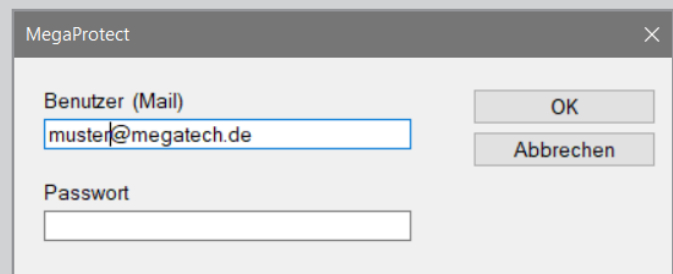 MegaProtect
Benutzer (Mail)
muster@megatech.de
OK
Abbrechen
Passwort